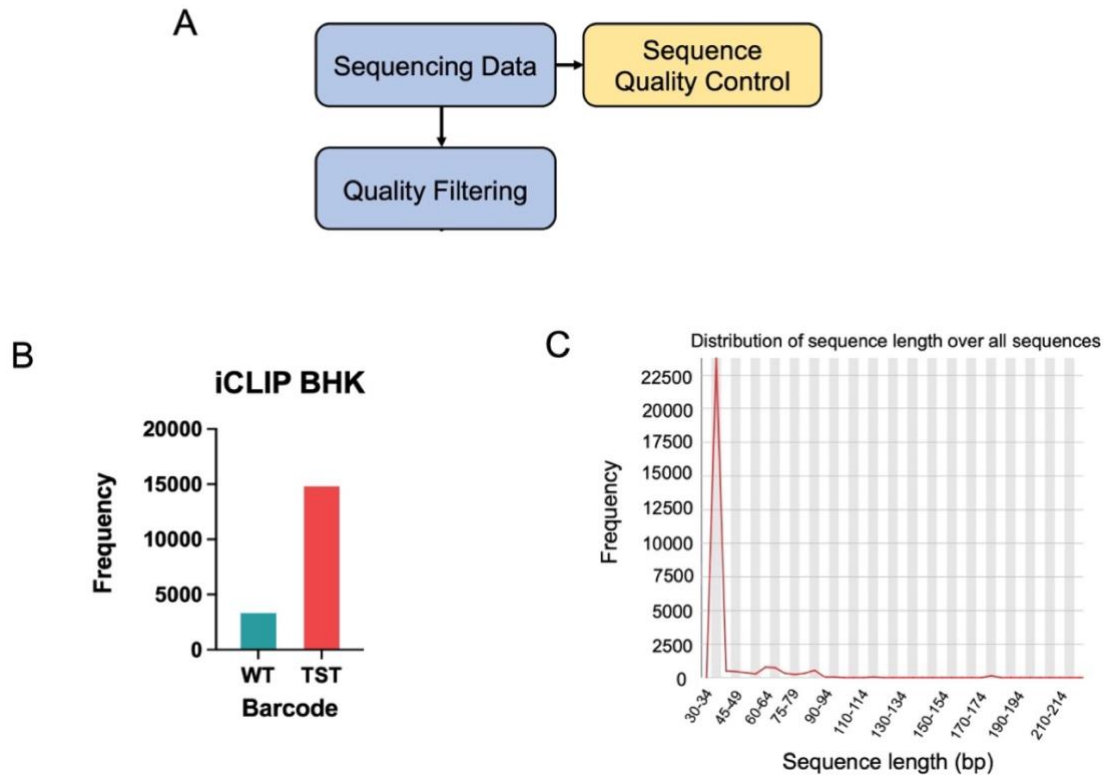 A
Sequencing Data
Sequence
Quality Control
Quality Filtering
B
iCLIP BHK
20000
15000
10000
5000
0
Frequency
WT TST
Barcode
C
Distribution of sequence length over all sequences
22500
20000
17500
15000
12500
10000
7500
5000
2500
0
Frequency
30-34 45-49 60-64 75-79 90-94 110-114 130-134 150-154 170-174 190-194 210-214
Sequence length (bp)